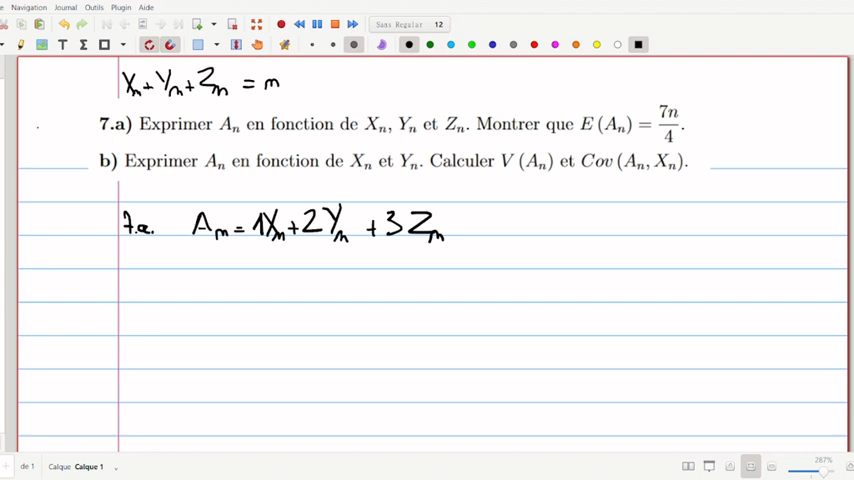 Navigation Journal Outils Plugin Aide
Sans Regular 12
Xn + Yn + Zn = n
7.a) Exprimer An en fonction de Xn, Yn et Zn. Montrer que E (An) = 7n/4.
b) Exprimer An en fonction de Xn et Yn. Calculer V (An) et Cov (An, Xn).
7.a. An = 1Xn + 2Yn + 3Zn
de 1 Calque Calque 1 287%